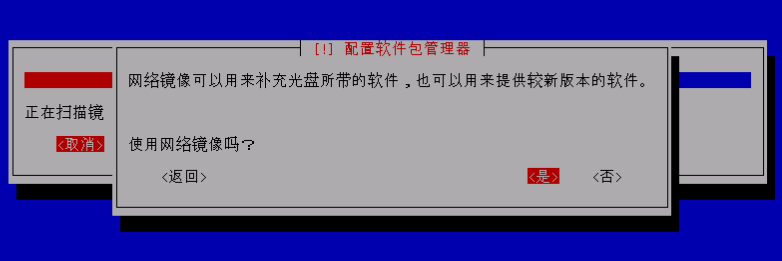 [!] 配置软件包管理器
网络镜像可以用来补充光盘所带的软件，也可以用来提供较新版本的软件。
正在扫描镜
使用网络镜像吗？
<取消>
<返回> <是> <否>